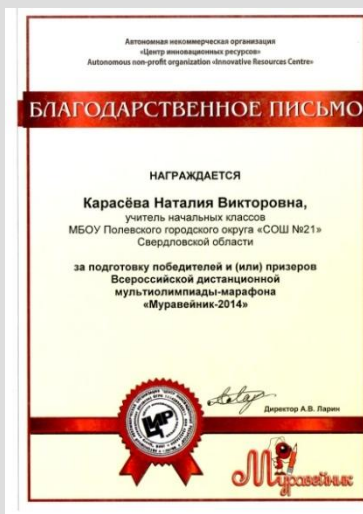 Автономная некоммерческая организация
«Центр инновационных ресурсов»
Autonomous non-profit organization «Innovative Resources Centre»
БЛАГОДАРСТВЕННОЕ ПИСЬМО
НАГРАЖДАЕТСЯ
Карасёва Наталия Викторовна,
учитель начальных классов
МБОУ Полевского городского округа «СОШ №21»
Свердловской области
за подготовку победителей и (или) призеров
Всероссийской дистанционной
мультиолимпиады-марафона
«Муравейник-2014»
ЦИР
Директор А.В. Ларин
Муравейник